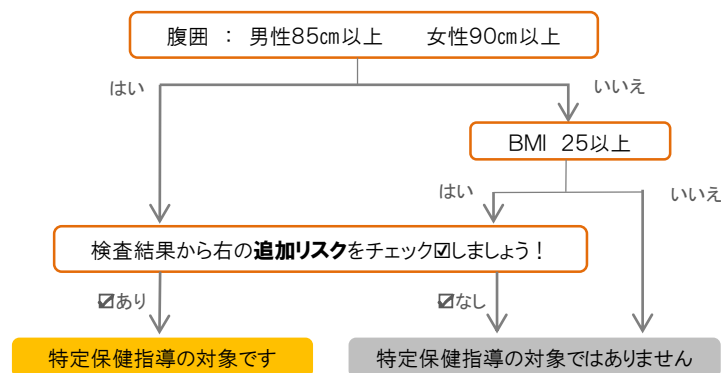 腹囲 ： 男性85㎝以上　　女性90㎝以上
はい
いいえ
BMI　25以上
はい
いいえ
検査結果から右の追加リスクをチェック☑しましょう！
☑あり
☑なし
特定保健指導の対象です
特定保健指導の対象ではありません